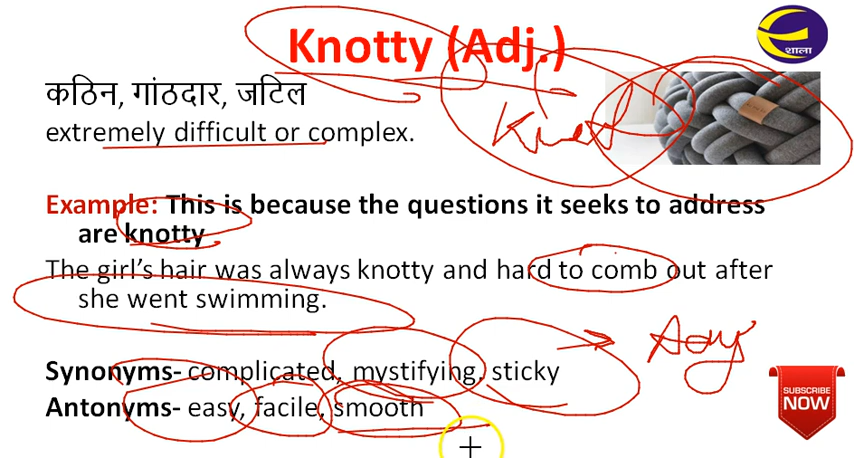 Knotty (Adj.)
शाला
कठिन, गांठदार, जटिल
extremely difficult or complex.
Knot
Example: This is because the questions it seeks to address
are knotty
The girl's hair was always knotty and hard to comb out after
she went swimming.
Synonyms- complicated, mystifying, sticky
Antonyms- easy, facile, smooth
SUBSCRIBE
NOW